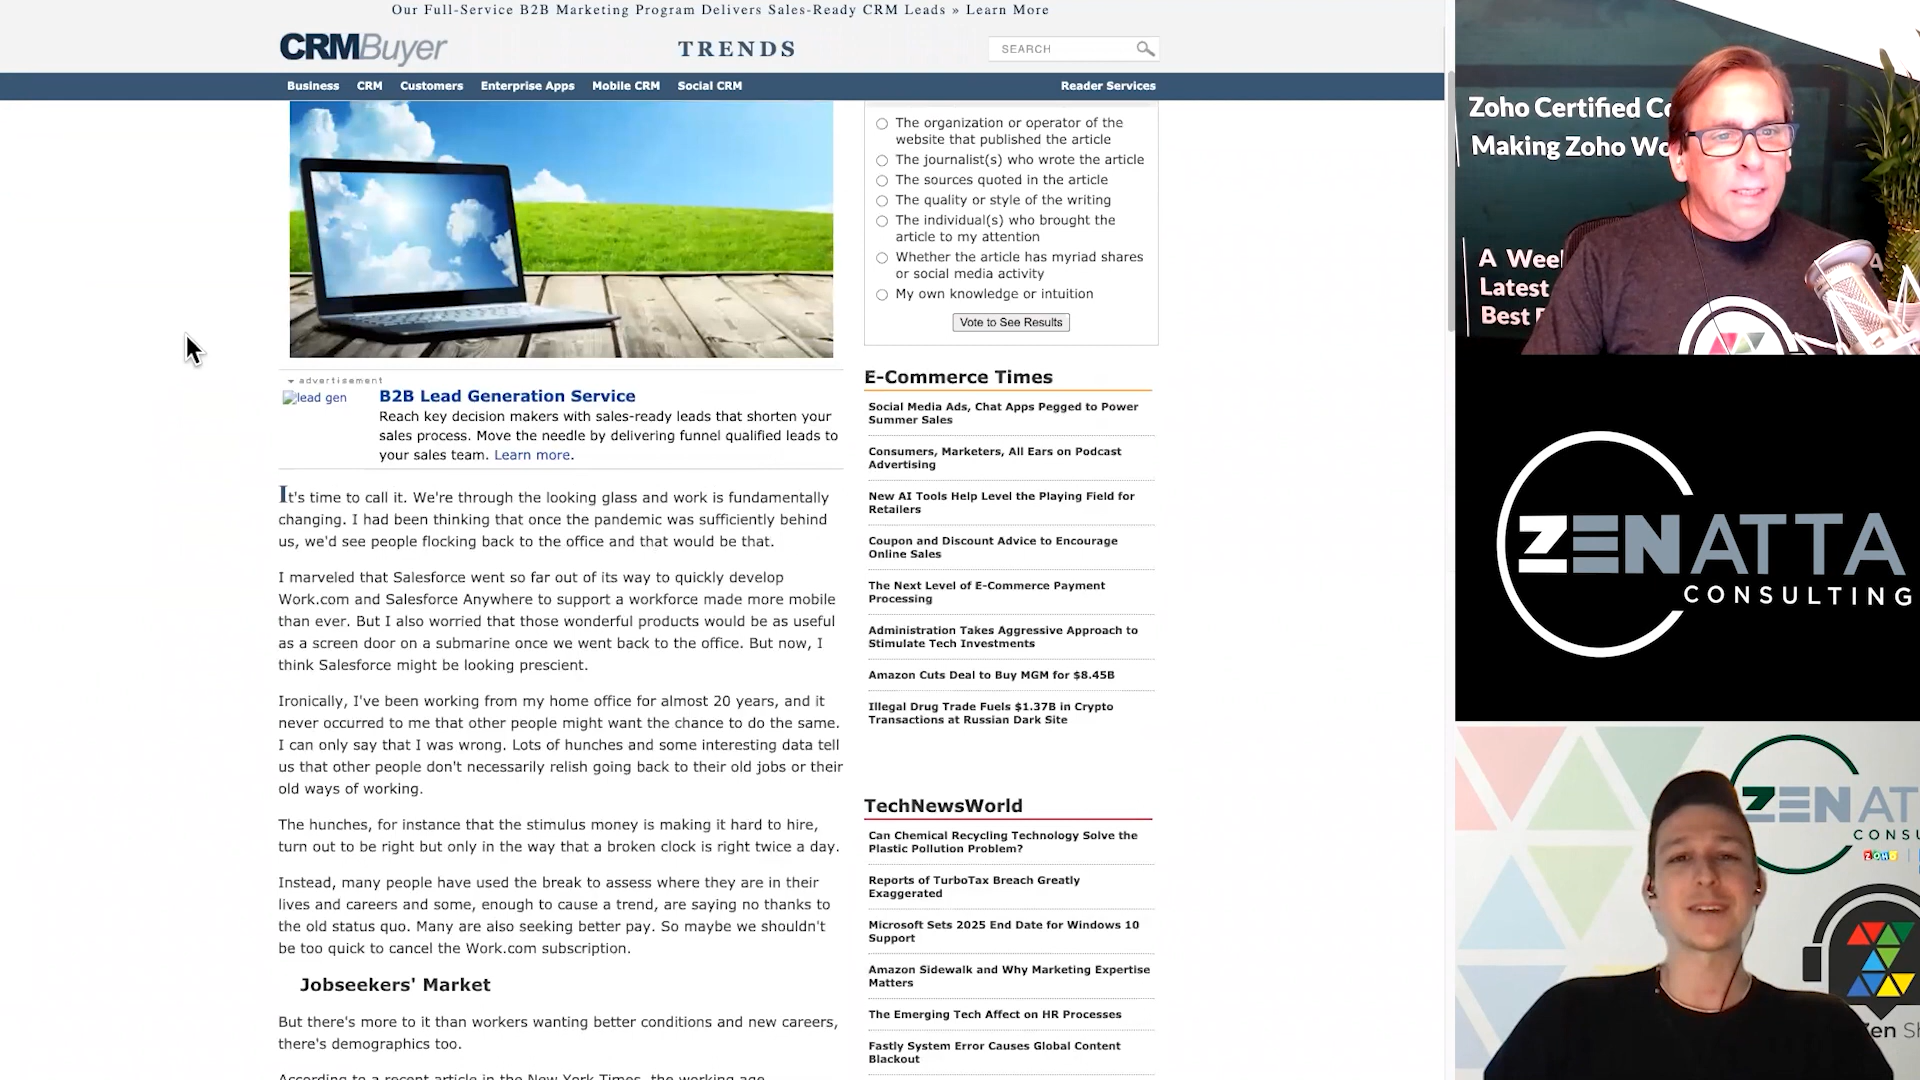 Our Full-Service B2B Marketing Program Delivers Sales-Ready CRM Leads » Learn More
CRMBuyer
TRENDS
SEARCH
Business CRM Customers Enterprise Apps Mobile CRM Social CRM Reader Services
The organization or operator of the
website that published the article
The journalist(s) who wrote the article
The sources quoted in the article
The quality or style of the writing
The individual(s) who brought the
article to my attention
Whether the article has myriad shares
or social media activity
My own knowledge or intuition
Vote to See Results
advertisement
lead gen
B2B Lead Generation Service
Reach key decision makers with sales-ready leads that shorten your
sales process. Move the needle by delivering funnel qualified leads to
your sales team. Learn more.
It's time to call it. We're through the looking glass and work is fundamentally
changing. I had been thinking that once the pandemic was sufficiently behind
us, we'd see people flocking back to the office and that would be that.
I marveled that Salesforce went so far out of its way to quickly develop
Work.com and Salesforce Anywhere to support a workforce made more mobile
than ever. But I also worried that those wonderful products would be as useful
as a screen door on a submarine once we went back to the office. But now, I
think Salesforce might be looking prescient.
Ironically, I've been working from my home office for almost 20 years, and it
never occurred to me that other people might want the chance to do the same.
I can only say that I was wrong. Lots of hunches and some interesting data tell
us that other people don't necessarily relish going back to their old jobs or their
old ways of working.
The hunches, for instance that the stimulus money is making it hard to hire,
turn out to be right but only in the way that a broken clock is right twice a day.
Instead, many people have used the break to assess where they are in their
lives and careers and some, enough to cause a trend, are saying no thanks to
the old status quo. Many are also seeking better pay. So maybe we shouldn't
be too quick to cancel the Work.com subscription.
Jobseekers' Market
But there's more to it than workers wanting better conditions and new careers,
there's demographics too.
According to a recent article in the New York Times, the working age
E-Commerce Times
Social Media Ads, Chat Apps Pegged to Power
Summer Sales
Consumers, Marketers, All Ears on Podcast
Advertising
New AI Tools Help Level the Playing Field for
Retailers
Coupon and Discount Advice to Encourage
Online Sales
The Next Level of E-Commerce Payment
Processing
Administration Takes Aggressive Approach to
Stimulate Tech Investments
Amazon Cuts Deal to Buy MGM for $8.45B
Illegal Drug Trade Fuels $1.37B in Crypto
Transactions at Russian Dark Site
TechNewsWorld
Can Chemical Recycling Technology Solve the
Plastic Pollution Problem?
Reports of TurboTax Breach Greatly
Exaggerated
Microsoft Sets 2025 End Date for Windows 10
Support
Amazon Sidewalk and Why Marketing Expertise
Matters
The Emerging Tech Affect on HR Processes
Fastly System Error Causes Global Content
Blackout
Zoho Certified Co
Making Zoho Wo
A Weel
Latest
Best
ZENATTA
CONSULTING
ZENAT
CONSU
ZOHO
Zen Sh